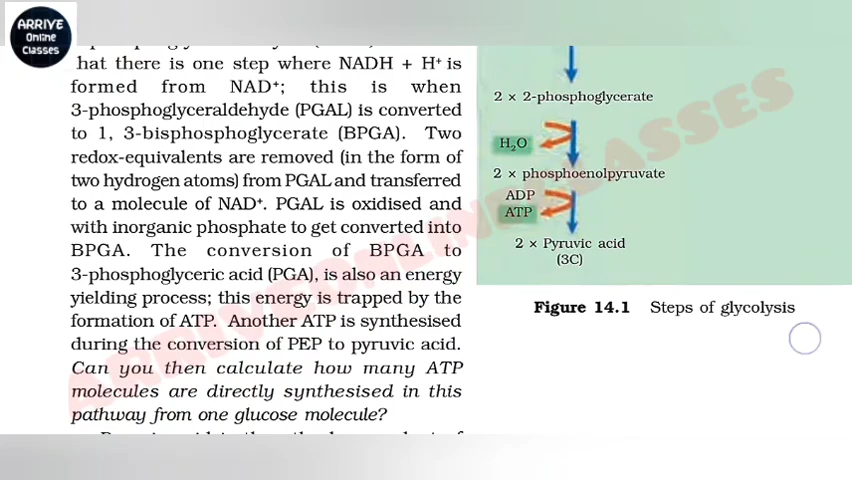 ARRIVE
Online
Classes
hat there is one step where NADH + H⁺ is
formed from NAD⁺; this is when
3-phosphoglyceraldehyde (PGAL) is converted
to 1, 3-bisphosphoglycerate (BPGA). Two
redox-equivalents are removed (in the form of
two hydrogen atoms) from PGAL and transferred
to a molecule of NAD⁺. PGAL is oxidised and
with inorganic phosphate to get converted into
BPGA. The conversion of BPGA to
3-phosphoglyceric acid (PGA), is also an energy
yielding process; this energy is trapped by the
formation of ATP. Another ATP is synthesised
during the conversion of PEP to pyruvic acid.
Can you then calculate how many ATP
molecules are directly synthesised in this
pathway from one glucose molecule?
2 × 2-phosphoglycerate
H₂O
2 × phosphoenolpyruvate
ADP
ATP
2 × Pyruvic acid
(3C)
Figure 14.1 Steps of glycolysis
ARRIVE ONLINE CLASSES